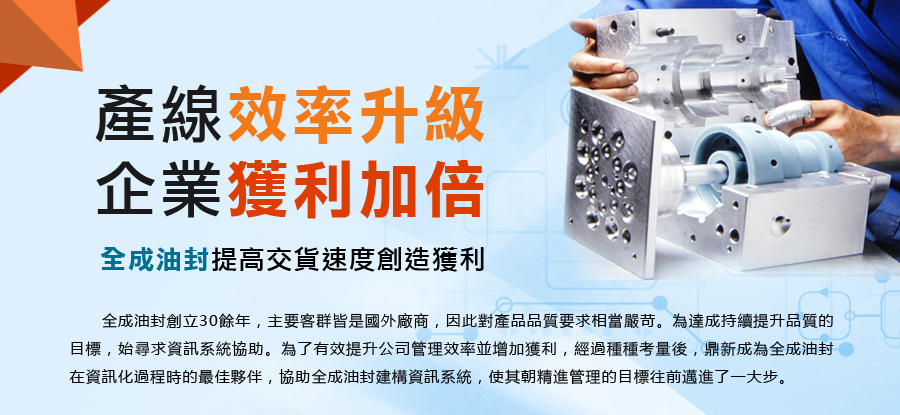 產線效率升級
企業獲利加倍
全成油封提高交貨速度創造獲利
全成油封創立30餘年，主要客群皆是國外廠商，因此對產品品質要求相當嚴苛。為達成持續提升品質的
目標，始尋求資訊系統協助。為了有效提升公司管理效率並增加獲利，經過種種考量後，鼎新成為全成油封
在資訊化過程時的最佳夥伴，協助全成油封建構資訊系統，使其朝精進管理的目標往前邁進了一大步。